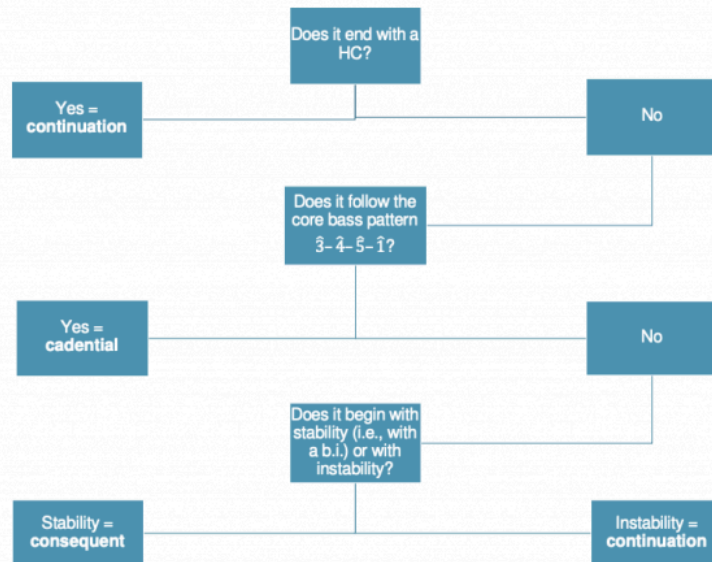 Does it end with a
HC?
Yes =
continuation
No
Does it follow the
core bass pattern
3̂-4̂-5̂-1̂?
Yes =
cadential
No
Does it begin with
stability (i.e., with
a b.i.) or with
instability?
Stability =
consequent
Instability =
continuation